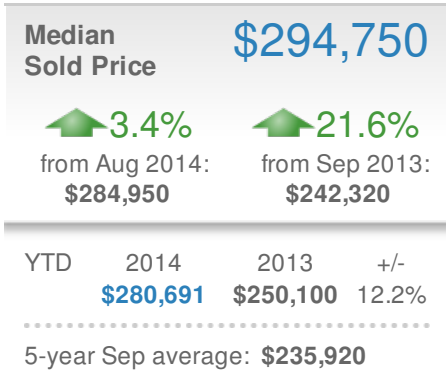 Median $294,750
Sold Price
3.4% 21.6%
from Aug 2014: from Sep 2013:
$284,950 $242,320
YTD 2014 2013 +/-
$280,691 $250,100 12.2%
5-year Sep average: $235,920